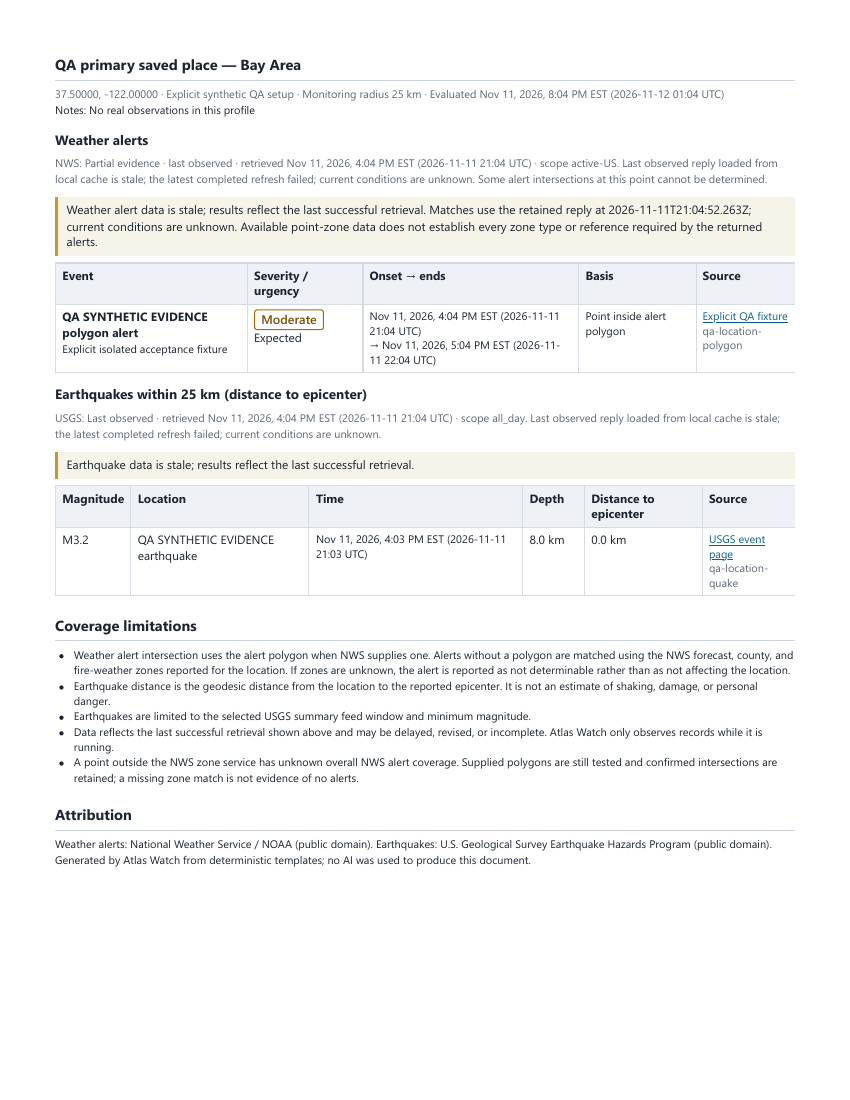 QA primary saved place — Bay Area
37.50000, -122.00000 · Explicit synthetic QA setup · Monitoring radius 25 km · Evaluated Nov 11, 2026, 8:04 PM EST (2026-11-12 01:04 UTC)
Notes: No real observations in this profile
Weather alerts
NWS: Partial evidence · last observed · retrieved Nov 11, 2026, 4:04 PM EST (2026-11-11 21:04 UTC) · scope active-US. Last observed reply loaded from
local cache is stale; the latest completed refresh failed; current conditions are unknown. Some alert intersections at this point cannot be determined.
Weather alert data is stale; results reflect the last successful retrieval. Matches use the retained reply at 2026-11-11T21:04:52.263Z;
current conditions are unknown. Available point-zone data does not establish every zone type or reference required by the returned
alerts.
Event
Severity /
urgency
Onset → ends
Basis
Source
QA SYNTHETIC EVIDENCE
polygon alert
Explicit isolated acceptance fixture
Moderate
Expected
Nov 11, 2026, 4:04 PM EST (2026-11-11
21:04 UTC)
→ Nov 11, 2026, 5:04 PM EST (2026-11-
11 22:04 UTC)
Point inside alert
polygon
Explicit QA fixture
qa-location-
polygon
Earthquakes within 25 km (distance to epicenter)
USGS: Last observed · retrieved Nov 11, 2026, 4:04 PM EST (2026-11-11 21:04 UTC) · scope all_day. Last observed reply loaded from local cache is stale;
the latest completed refresh failed; current conditions are unknown.
Earthquake data is stale; results reflect the last successful retrieval.
Magnitude
Location
Time
Depth
Distance to
epicenter
Source
M3.2
QA SYNTHETIC EVIDENCE
earthquake
Nov 11, 2026, 4:03 PM EST (2026-11-11
21:03 UTC)
8.0 km
0.0 km
USGS event
page
qa-location-
quake
Coverage limitations
• Weather alert intersection uses the alert polygon when NWS supplies one. Alerts without a polygon are matched using the NWS forecast, county, and
fire-weather zones reported for the location. If zones are unknown, the alert is reported as not determinable rather than as not affecting the location.
• Earthquake distance is the geodesic distance from the location to the reported epicenter. It is not an estimate of shaking, damage, or personal
danger.
• Earthquakes are limited to the selected USGS summary feed window and minimum magnitude.
• Data reflects the last successful retrieval shown above and may be delayed, revised, or incomplete. Atlas Watch only observes records while it is
running.
• A point outside the NWS zone service has unknown overall NWS alert coverage. Supplied polygons are still tested and confirmed intersections are
retained; a missing zone match is not evidence of no alerts.
Attribution
Weather alerts: National Weather Service / NOAA (public domain). Earthquakes: U.S. Geological Survey Earthquake Hazards Program (public domain).
Generated by Atlas Watch from deterministic templates; no AI was used to produce this document.